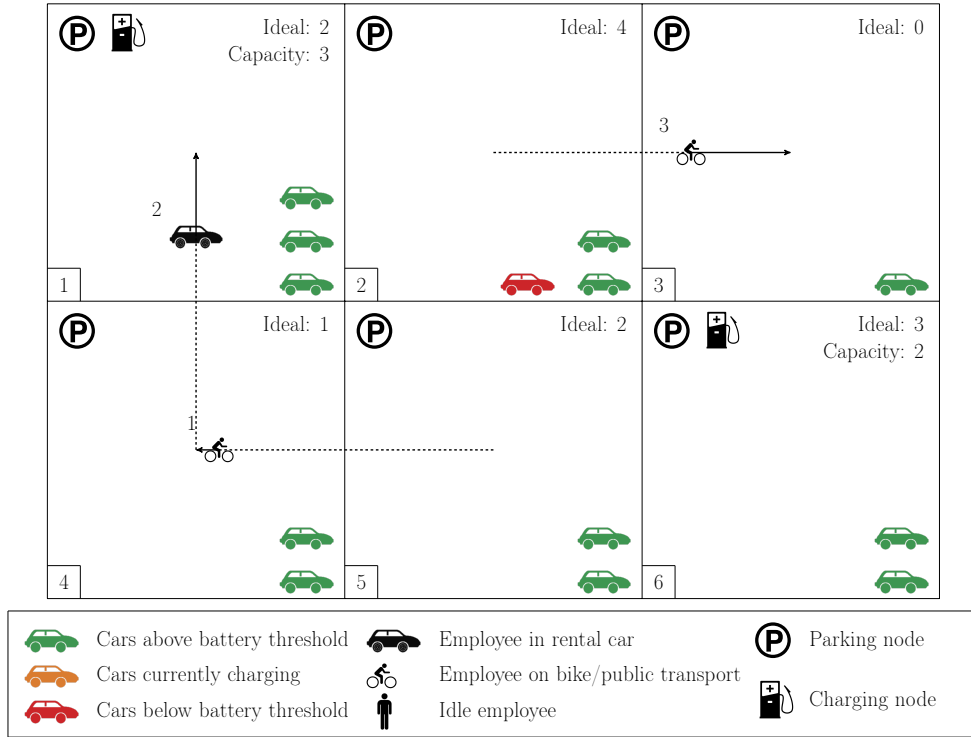 P
Ideal: 2
Capacity: 3
P
Ideal: 4
P
Ideal: 0
2
3
1
2
3
P
Ideal: 1
P
Ideal: 2
P
Ideal: 3
Capacity: 2
1
4
5
6
Cars above battery threshold
Employee in rental car
P
Parking node
Cars currently charging
Employee on bike/public transport
Cars below battery threshold
Idle employee
Charging node